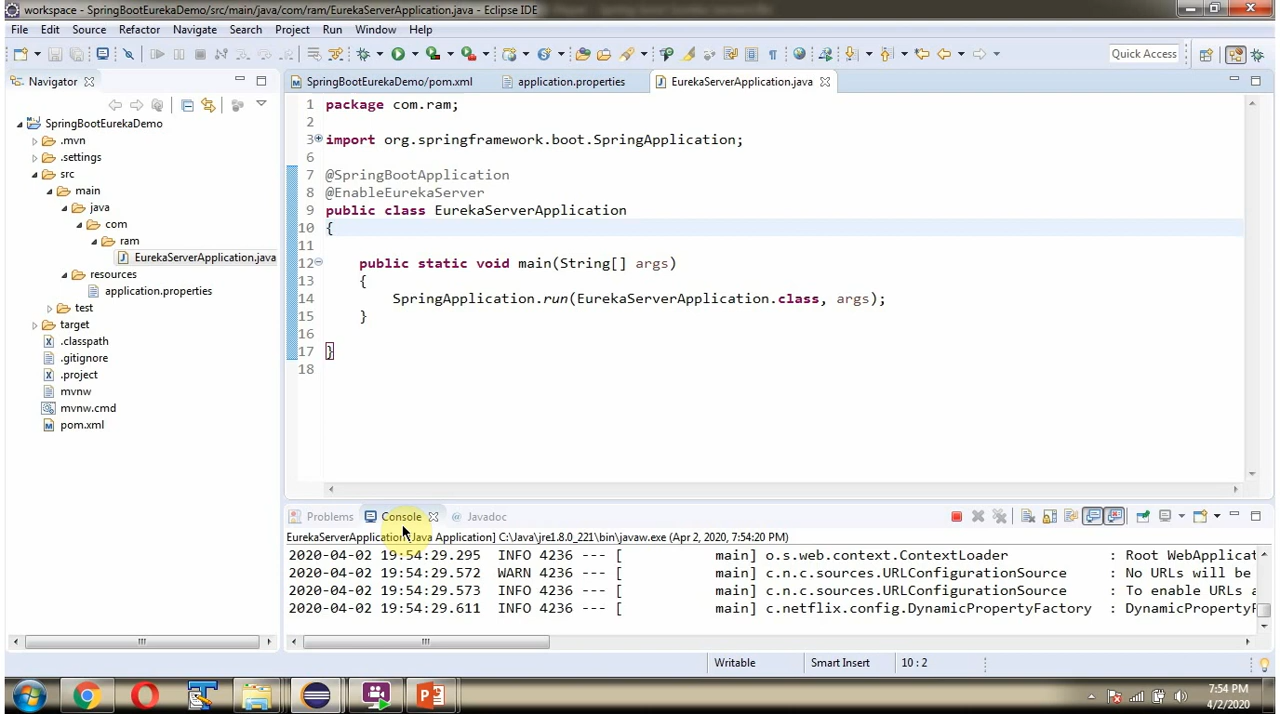 workspace - SpringBootEurekaDemo/src/main/java/com/ram/EurekaServerApplication.java - Eclipse IDE
File Edit Source Refactor Navigate Search Project Run Window Help
Quick Access
Navigator
SpringBootEurekaDemo/pom.xml application.properties EurekaServerApplication.java
SpringBootEurekaDemo
.mvn
.settings
src
main
java
com
ram
EurekaServerApplication.java
resources
application.properties
test
target
.classpath
.gitignore
.project
mvnw
mvnw.cmd
pom.xml
1 package com.ram;
2
3 import org.springframework.boot.SpringApplication;
6
7 @SpringBootApplication
8 @EnableEurekaServer
9 public class EurekaServerApplication
10 {
11
12 public static void main(String[] args)
13 {
14 SpringApplication.run(EurekaServerApplication.class, args);
15 }
16
17 }
18
Problems Console Javadoc
EurekaServerApplication [Java Application] C:\Java\jre1.8.0_221\bin\javaw.exe (Apr 2, 2020, 7:54:20 PM)
2020-04-02 19:54:29.295 INFO 4236 --- [ main] o.s.web.context.ContextLoader : Root WebApplicat
2020-04-02 19:54:29.572 WARN 4236 --- [ main] c.n.c.sources.URLConfigurationSource : No URLs will be
2020-04-02 19:54:29.573 INFO 4236 --- [ main] c.n.c.sources.URLConfigurationSource : To enable URLs a
2020-04-02 19:54:29.611 INFO 4236 --- [ main] c.netflix.config.DynamicPropertyFactory : DynamicPropertyF
Writable Smart Insert 10 : 2
7:54 PM
4/2/2020